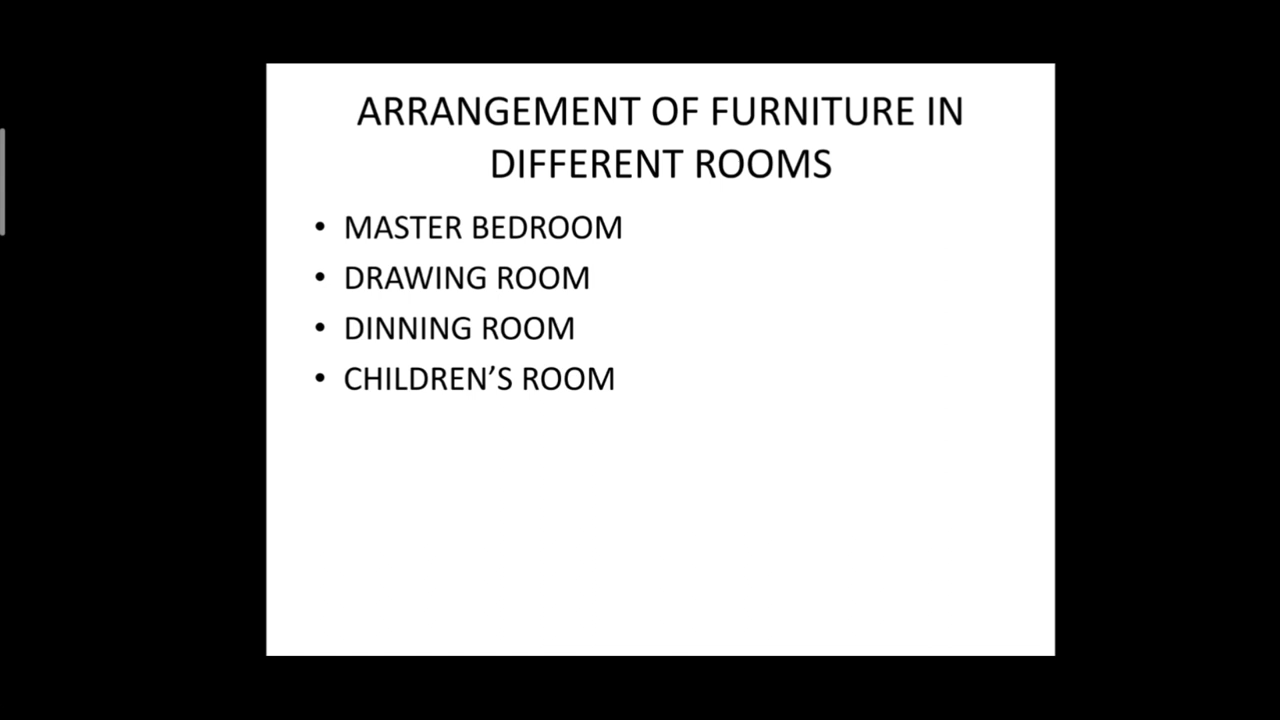 ARRANGEMENT OF FURNITURE IN
DIFFERENT ROOMS
• MASTER BEDROOM
• DRAWING ROOM
• DINNING ROOM
• CHILDREN’S ROOM